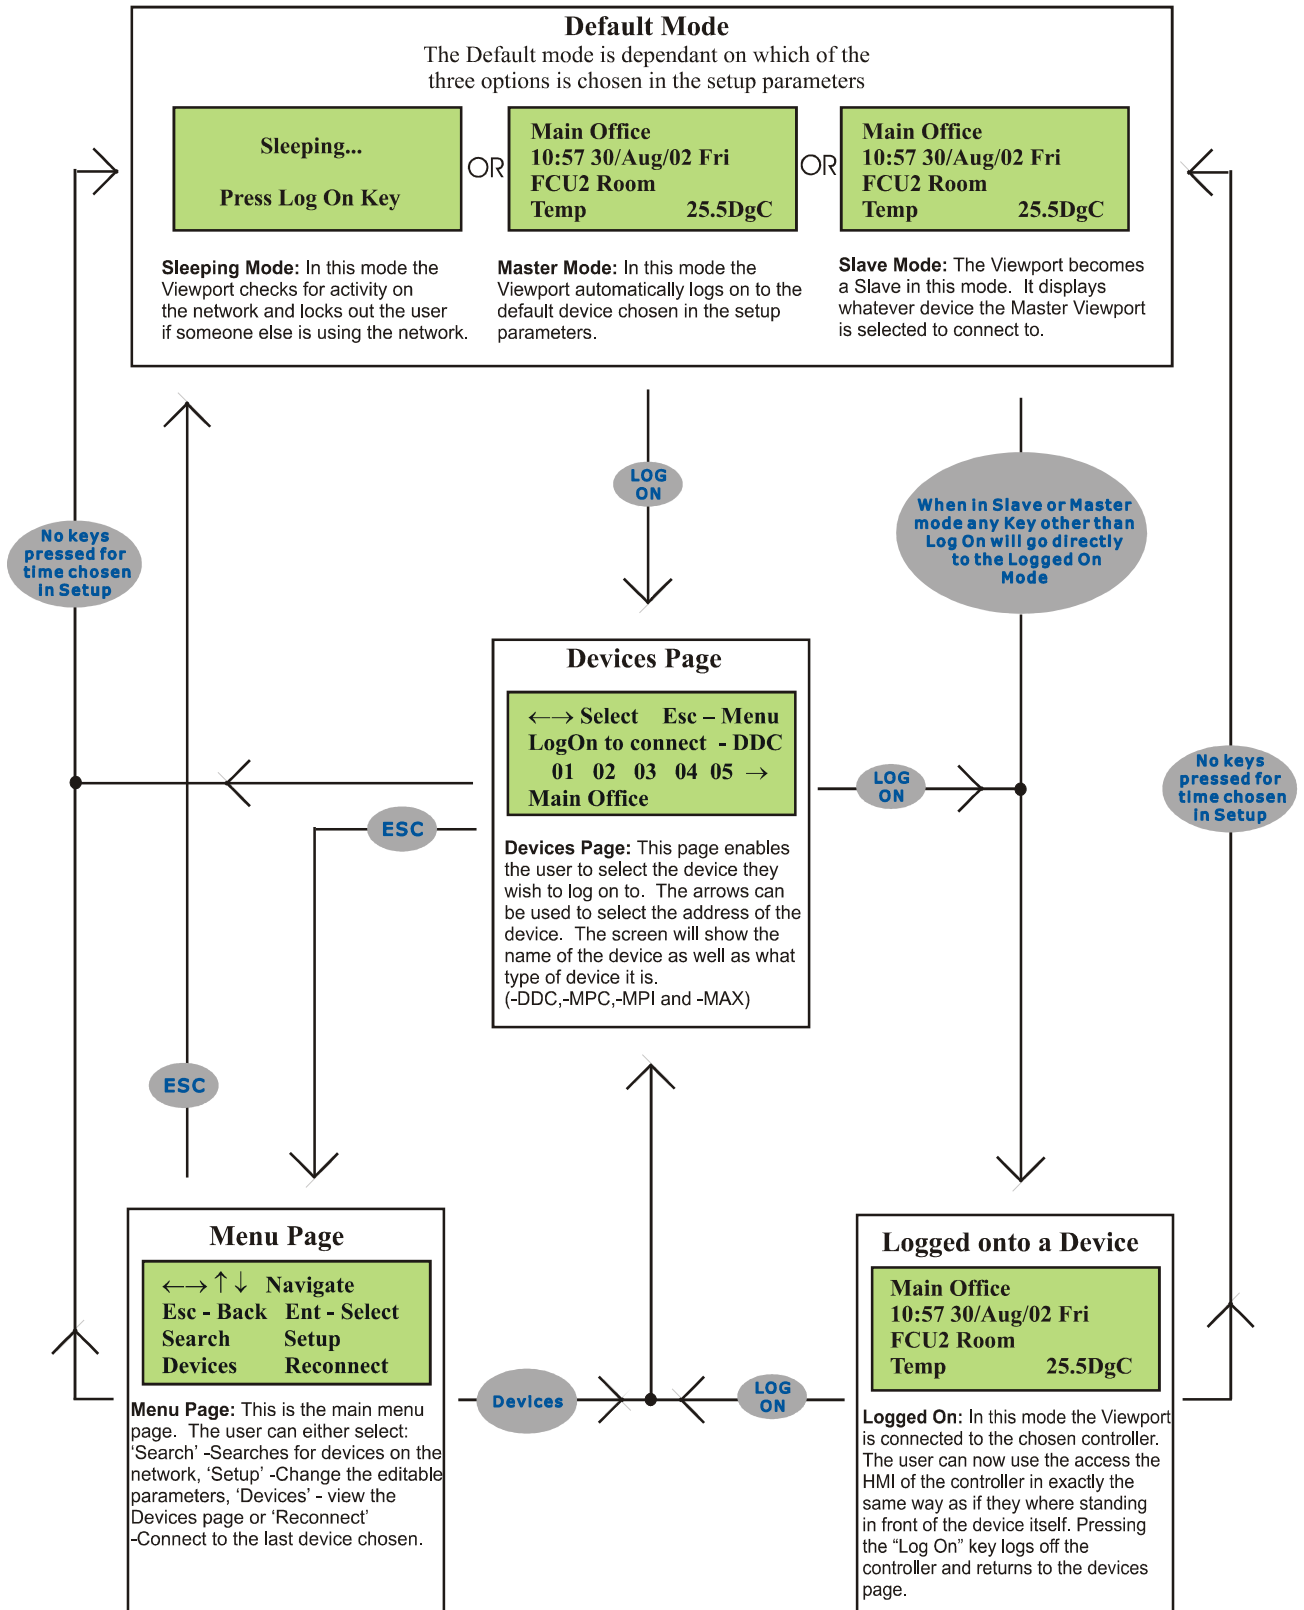 Default Mode
The Default mode is dependant on which of the
three options is chosen in the setup parameters
Sleeping...
Press Log On Key
OR
Main Office
10:57 30/Aug/02 Fri
FCU2 Room
Temp 25.5DgC
OR
Main Office
10:57 30/Aug/02 Fri
FCU2 Room
Temp 25.5DgC
Sleeping Mode: In this mode the
Viewport checks for activity on
the network and locks out the user
if someone else is using the network.
Master Mode: In this mode the
Viewport automatically logs on to the
default device chosen in the setup
parameters.
Slave Mode: The Viewport becomes
a Slave in this mode. It displays
whatever device the Master Viewport
is selected to connect to.
LOG
ON
When in Slave or Master
mode any Key other than
Log On will go directly
to the Logged On
Mode
No keys
pressed for
time chosen
in Setup
Devices Page
←→ Select Esc – Menu
LogOn to connect - DDC
01 02 03 04 05 →
Main Office
Devices Page: This page enables
the user to select the device they
wish to log on to. The arrows can
be used to select the address of the
device. The screen will show the
name of the device as well as what
type of device it is.
(-DDC,-MPC,-MPI and -MAX)
LOG
ON
No keys
pressed for
time chosen
in Setup
ESC
ESC
Menu Page
←→↑↓ Navigate
Esc - Back Ent - Select
Search Setup
Devices Reconnect
Menu Page: This is the main menu
page. The user can either select:
‘Search’ -Searches for devices on the
network, ‘Setup’ -Change the editable
parameters, ‘Devices’ - view the
Devices page or ‘Reconnect’
-Connect to the last device chosen.
Devices
LOG
ON
Logged onto a Device
Main Office
10:57 30/Aug/02 Fri
FCU2 Room
Temp 25.5DgC
Logged On: In this mode the Viewport
is connected to the chosen controller.
The user can now use the access the
HMI of the controller in exactly the
same way as if they where standing
in front of the device itself. Pressing
the “Log On” key logs off the
controller and returns to the devices
page.